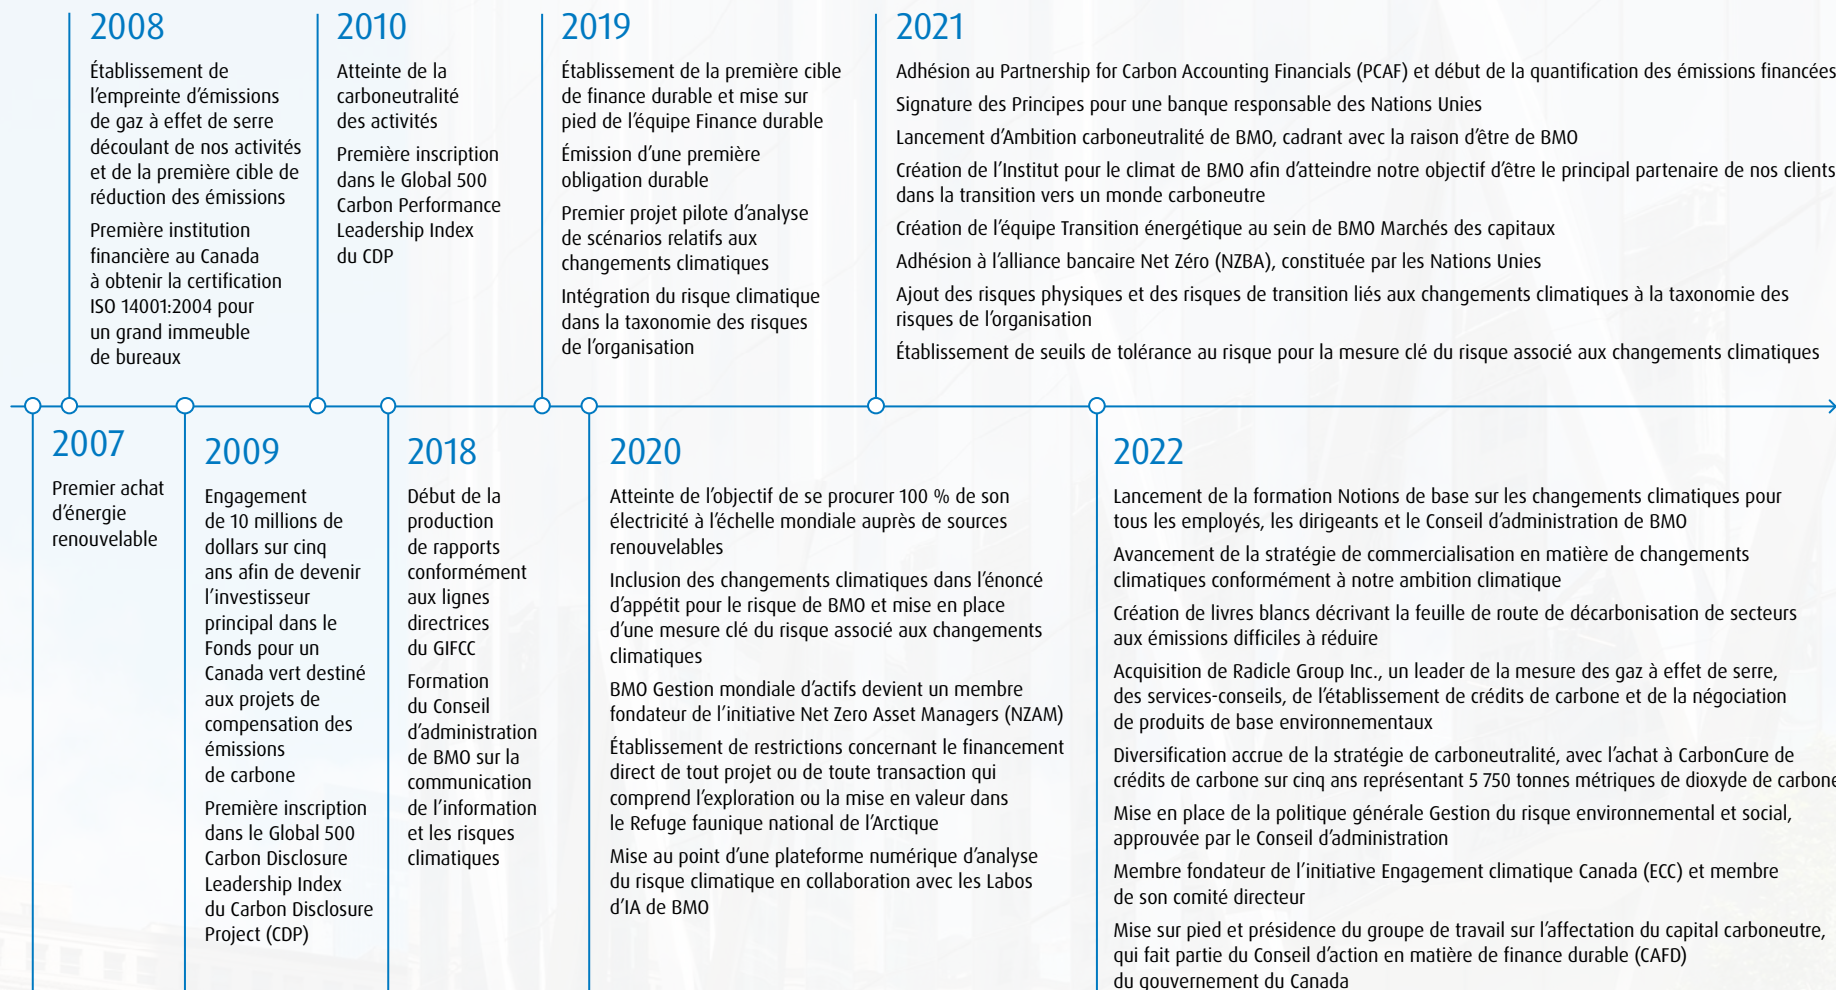 2008
Établissement de
l'empreinte d'émissions
de gaz à effet de serre
découlant de nos activités
et de la première cible de
réduction des émissions
Première institution
financière au Canada
à obtenir la certification
ISO 14001:2004 pour
un grand immeuble
de bureaux
2010
Atteinte de la
carboneutralité
des activités
Première inscription
dans le Global 500
Carbon Performance
Leadership Index
du CDP
2019
Établissement de la première cible
de finance durable et mise sur
pied de l'équipe Finance durable
Émission d'une première
obligation durable
Premier projet pilote d'analyse
de scénarios relatifs aux
changements climatiques
Intégration du risque climatique
dans la taxonomie des risques
de l'organisation
2021
Adhésion au Partnership for Carbon Accounting Financials (PCAF) et début de la quantification des émissions financées
Signature des Principes pour une banque responsable des Nations Unies
Lancement d'Ambition carboneutralité de BMO, cadrant avec la raison d'être de BMO
Création de l'Institut pour le climat de BMO afin d'atteindre notre objectif d'être le principal partenaire de nos clients
dans la transition vers un monde carboneutre
Création de l'équipe Transition énergétique au sein de BMO Marchés des capitaux
Adhésion à l'alliance bancaire Net Zéro (NZBA), constituée par les Nations Unies
Ajout des risques physiques et des risques de transition liés aux changements climatiques à la taxonomie des
risques de l'organisation
Établissement de seuils de tolérance au risque pour la mesure clé du risque associé aux changements climatiques
2007
Premier achat
d'énergie
renouvelable
2009
Engagement
de 10 millions de
dollars sur cinq
ans afin de devenir
l'investisseur
principal dans le
Fonds pour un
Canada vert destiné
aux projets de
compensation des
émissions
de carbone
Première inscription
dans le Global 500
Carbon Disclosure
Leadership Index
du Carbon Disclosure
Project (CDP)
2018
Début de la
production
de rapports
conformément
aux lignes
directrices
du GIFCC
Formation
du Conseil
d'administration
de BMO sur la
communication
de l'information
et les risques
climatiques
2020
Atteinte de l'objectif de se procurer 100 % de son
électricité à l'échelle mondiale auprès de sources
renouvelables
Inclusion des changements climatiques dans l'énoncé
d'appétit pour le risque de BMO et mise en place
d'une mesure clé du risque associé aux changements
climatiques
BMO Gestion mondiale d'actifs devient un membre
fondateur de l'initiative Net Zero Asset Managers (NZAM)
Établissement de restrictions concernant le financement
direct de tout projet ou de toute transaction qui
comprend l'exploration ou la mise en valeur dans
le Refuge faunique national de l'Arctique
Mise au point d'une plateforme numérique d'analyse
du risque climatique en collaboration avec les Labos
d'IA de BMO
2022
Lancement de la formation Notions de base sur les changements climatiques pour
tous les employés, les dirigeants et le Conseil d'administration de BMO
Avancement de la stratégie de commercialisation en matière de changements
climatiques conformément à notre ambition climatique
Création de livres blancs décrivant la feuille de route de décarbonisation de secteurs
aux émissions difficiles à réduire
Acquisition de Radicle Group Inc., un leader de la mesure des gaz à effet de serre,
des services-conseils, de l'établissement de crédits de carbone et de la négociation
de produits de base environnementaux
Diversification accrue de la stratégie de carboneutralité, avec l'achat à CarbonCure de
crédits de carbone sur cinq ans représentant 5 750 tonnes métriques de dioxyde de carbone
Mise en place de la politique générale Gestion du risque environnemental et social,
approuvée par le Conseil d'administration
Membre fondateur de l'initiative Engagement climatique Canada (ECC) et membre
de son comité directeur
Mise sur pied et présidence du groupe de travail sur l'affectation du capital carboneutre,
qui fait partie du Conseil d'action en matière de finance durable (CAFD)
du gouvernement du Canada